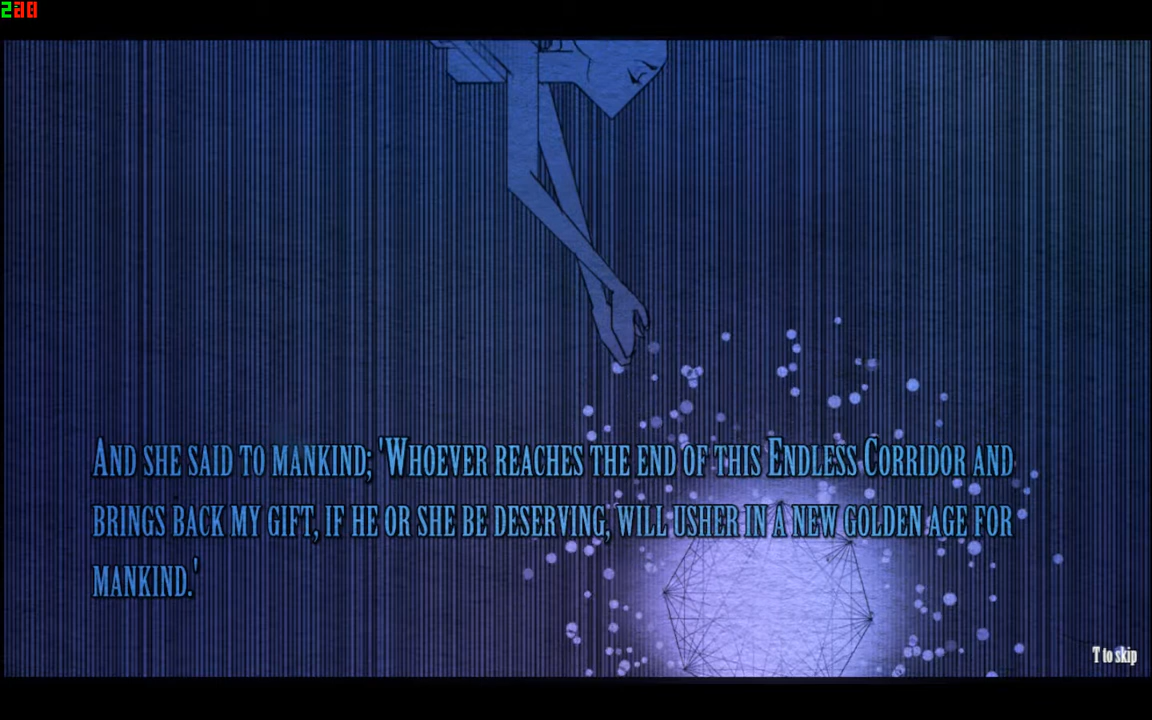 288
And she said to mankind; 'Whoever reaches the end of this Endless Corridor and
brings back my gift, if he or she be deserving, will usher in a new golden age for
mankind.'
T to skip